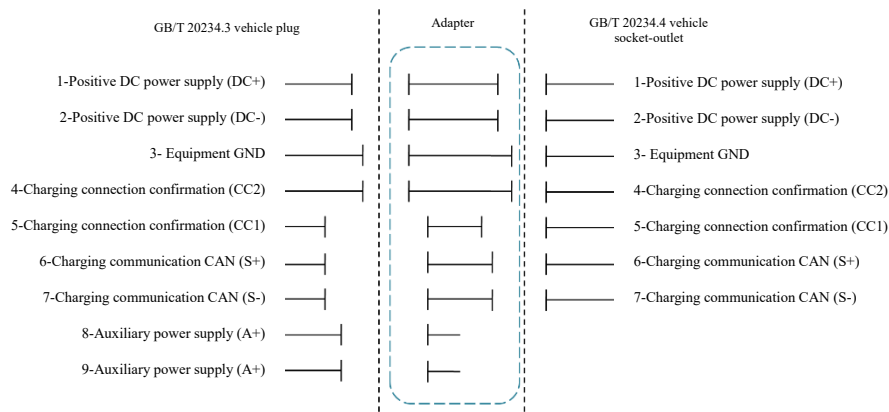 GB/T 20234.3 vehicle plug
Adapter
GB/T 20234.4 vehicle
socket-outlet
1-Positive DC power supply (DC+)
1-Positive DC power supply (DC+)
2-Positive DC power supply (DC-)
2-Positive DC power supply (DC-)
3- Equipment GND
3- Equipment GND
4-Charging connection confirmation (CC2)
4-Charging connection confirmation (CC2)
5-Charging connection confirmation (CC1)
5-Charging connection confirmation (CC1)
6-Charging communication CAN (S+)
6-Charging communication CAN (S+)
7-Charging communication CAN (S-)
7-Charging communication CAN (S-)
8-Auxiliary power supply (A+)
9-Auxiliary power supply (A+)